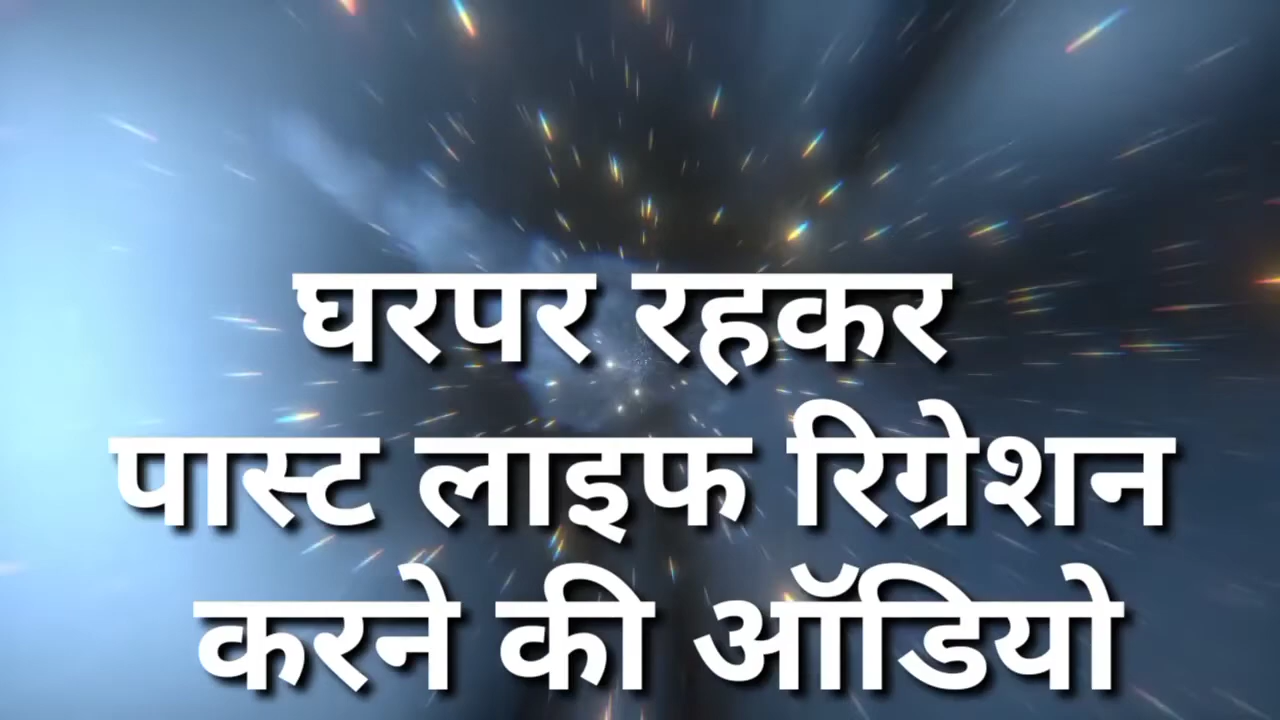 घरपर रहकर
पास्ट लाइफ रिग्रेशन
करने की ऑडियो